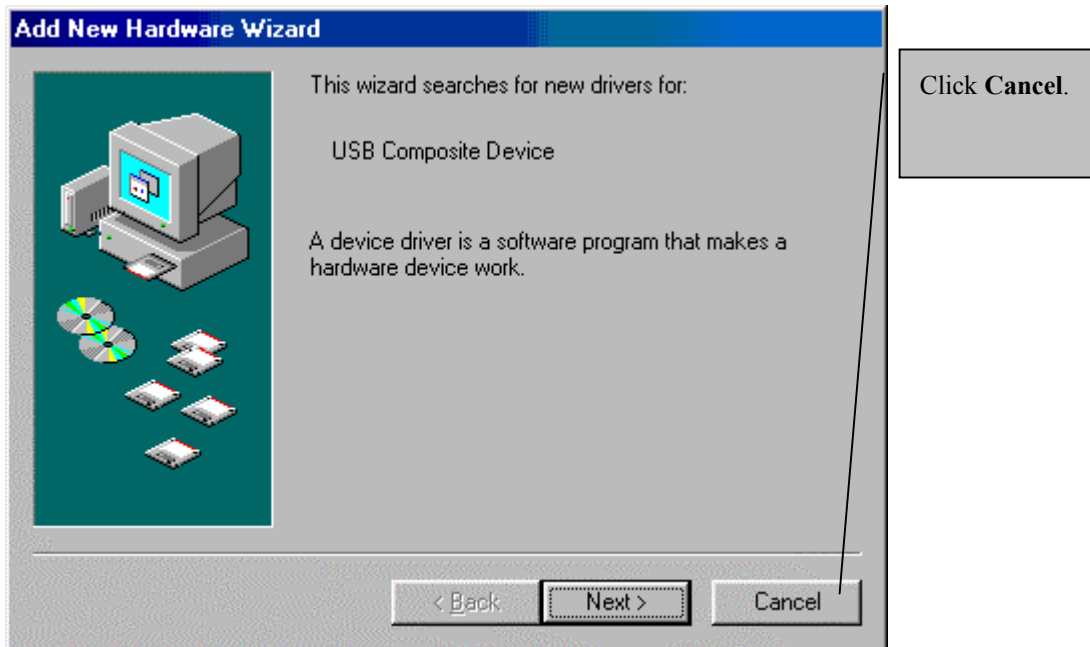 Add New Hardware Wizard
This wizard searches for new drivers for:
USB Composite Device
A device driver is a software program that makes a
hardware device work.
< Back
Next >
Cancel
Click Cancel.